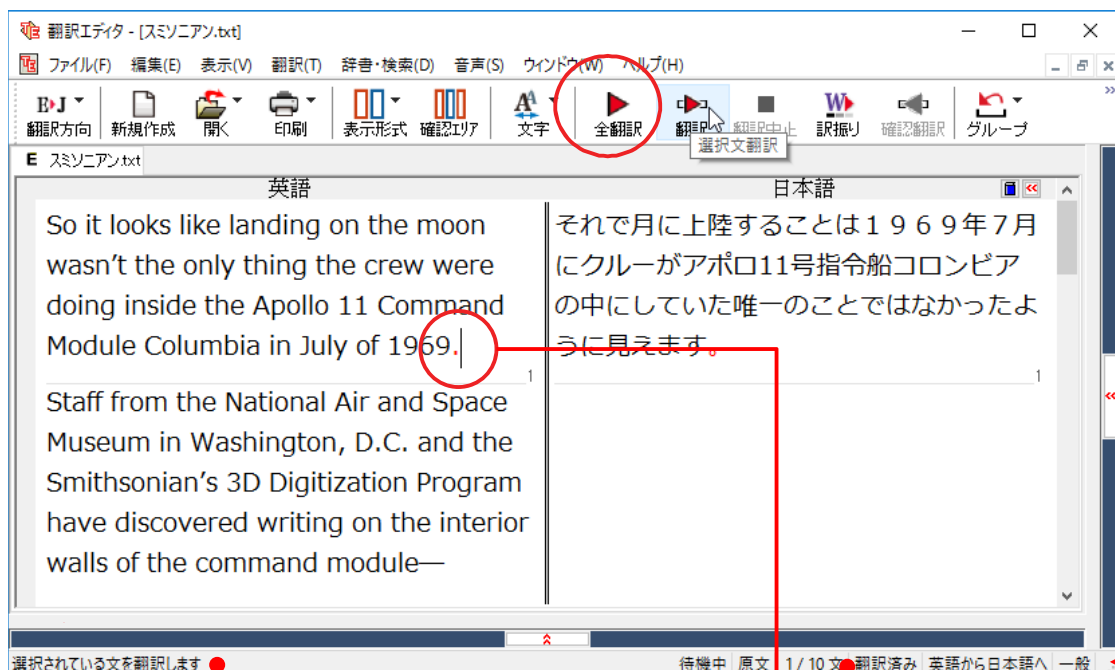 翻訳エディタ - [スミソニアン.txt]
ファイル(F) 編集(E) 表示(V) 翻訳(T) 辞書・検索(D) 音声(S) ウィンドウ(W) ヘルプ(H)
E▸J
翻訳方向 新規作成 開く 印刷 表示形式 確認エリア 文字 全翻訳 翻訳 翻訳中止 訳振り 確認翻訳 グループ
選択文翻訳
E スミソニアン.txt
英語 日本語
So it looks like landing on the moon
wasn’t the only thing the crew were
doing inside the Apollo 11 Command
Module Columbia in July of 1969.
1
それで月に上陸することは１９６９年７月
にクルーがアポロ11号指令船コロンビア
の中にしていた唯一のことではなかったよ
うに見えます。
1
Staff from the National Air and Space
Museum in Washington, D.C. and the
Smithsonian’s 3D Digitization Program
have discovered writing on the interior
walls of the command module—
選択されている文を翻訳します 待機中 原文 1 / 10 文 翻訳済み 英語から日本語へ 一般